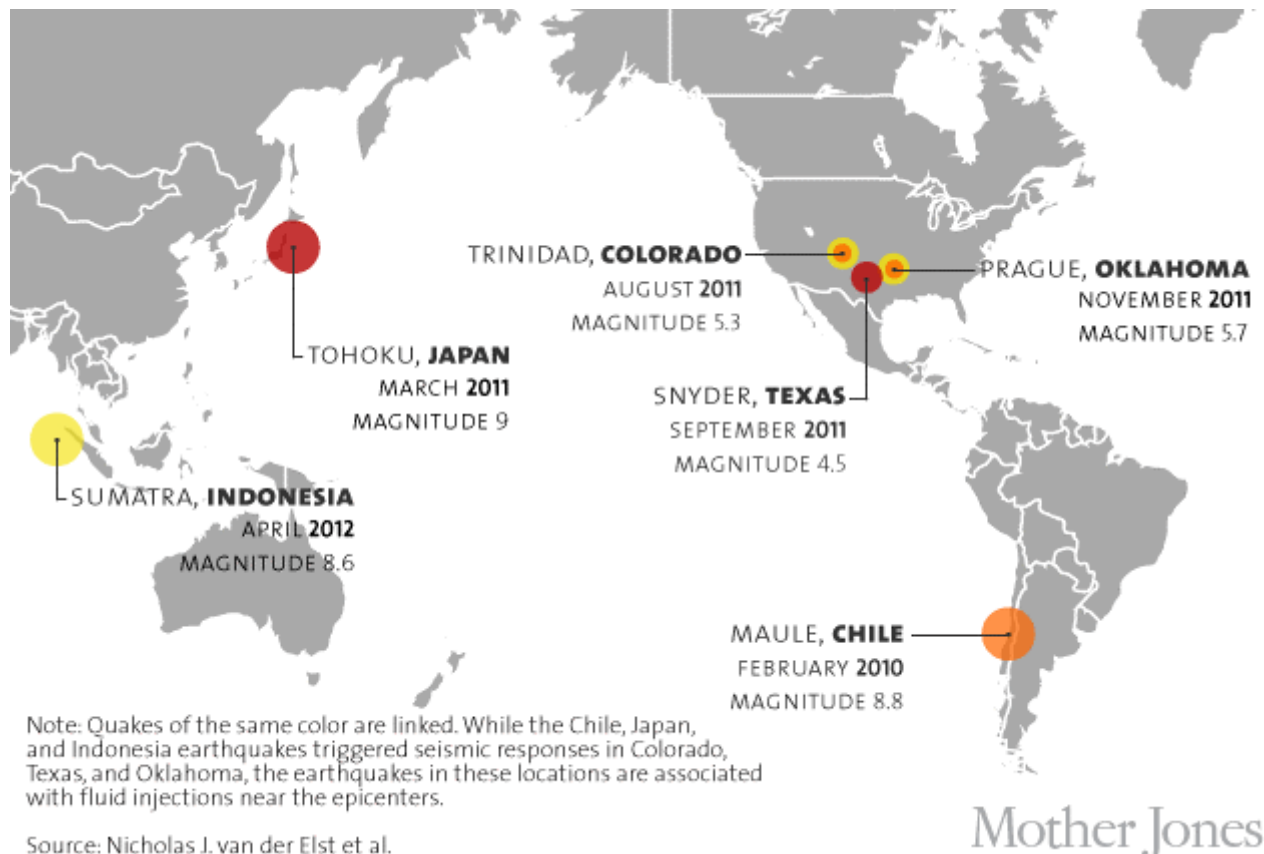 TRINIDAD, COLORADO
AUGUST 2011
MAGNITUDE 5.3
PRAGUE, OKLAHOMA
NOVEMBER 2011
MAGNITUDE 5.7
TOHOKU, JAPAN
MARCH 2011
MAGNITUDE 9
SNYDER, TEXAS
SEPTEMBER 2011
MAGNITUDE 4.5
SUMATRA, INDONESIA
APRIL 2012
MAGNITUDE 8.6
MAULE, CHILE
FEBRUARY 2010
MAGNITUDE 8.8
Note: Quakes of the same color are linked. While the Chile, Japan,
and Indonesia earthquakes triggered seismic responses in Colorado,
Texas, and Oklahoma, the earthquakes in these locations are associated
with fluid injections near the epicenters.
Source: Nicholas J. van der Elst et al.
Mother Jones